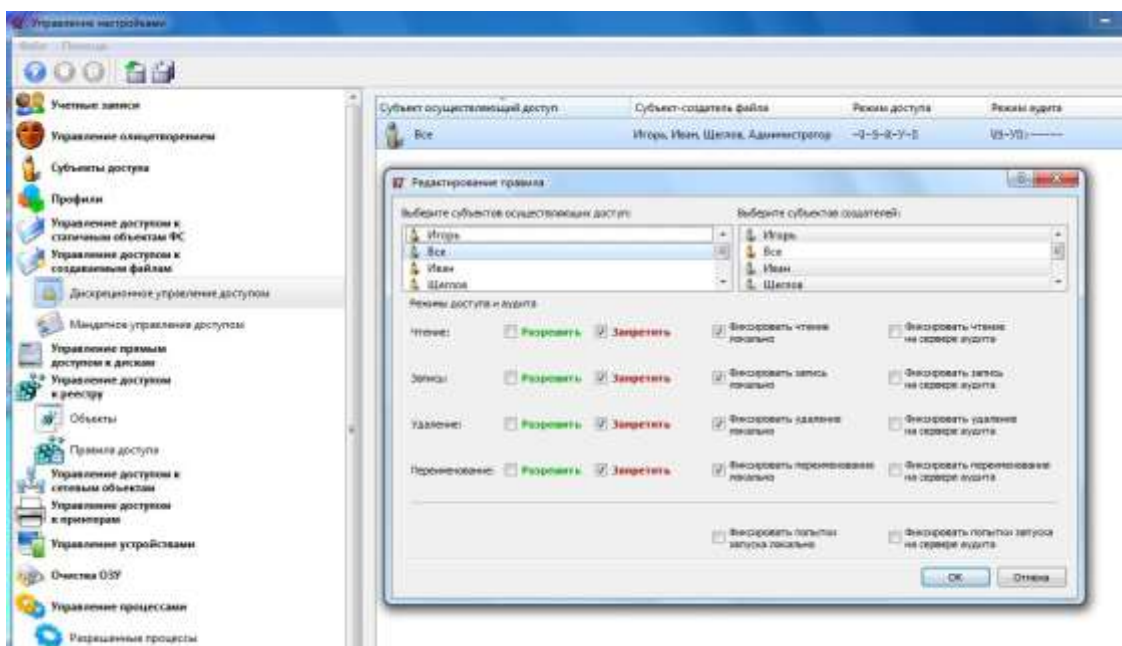 Управление настройками
Файл Помощь
Учетные записи
Управление олицетворением
Субъекты доступа
Профили
Управление доступом к
статичным объектам ФС
Управление доступом к
создаваемым файлам
Дискреционное управление доступом
Мандатное управление доступом
Управление прямым
доступом к дискам
Управление доступом
к реестру
Объекты
Правила доступа
Управление доступом к
сетевым объектам
Управление доступом
к принтерам
Управление устройствами
Очистка ОЗУ
Управление процессами
Разрешенные процессы
Субъект осуществляющий доступ Субъект-создатель файла Режим доступа Режим аудита
Все Игорь, Иван, Щеглов, Администратор
Редактирование правила
Выберите субъектов осуществляющих доступ: Выберите субъектов создателей:
Игорь Игорь
Все Все
Иван Иван
Щеглов Щеглов
Режимы доступа и аудита
Чтение: Разрешить Запретить Фиксировать чтение локально Фиксировать чтение на сервере аудита
Запись: Разрешить Запретить Фиксировать запись локально Фиксировать запись на сервере аудита
Удаление: Разрешить Запретить Фиксировать удаление локально Фиксировать удаление на сервере аудита
Переименование: Разрешить Запретить Фиксировать переименование локально Фиксировать переименование на сервере аудита
Фиксировать попытки запуска локально Фиксировать попытки запуска на сервере аудита
OK Отмена